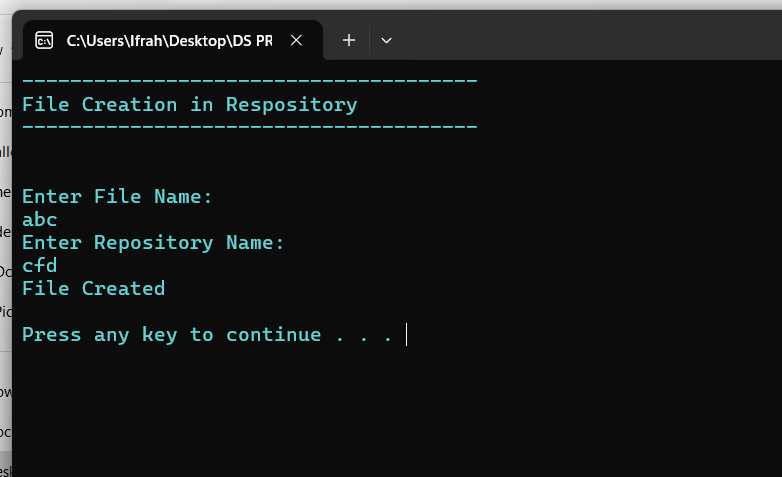 C:\Users\Ifrah\Desktop\DS PR
--------------------------------------
File Creation in Respository
--------------------------------------
Enter File Name:
abc
Enter Repository Name:
cfd
File Created
Press any key to continue . . .